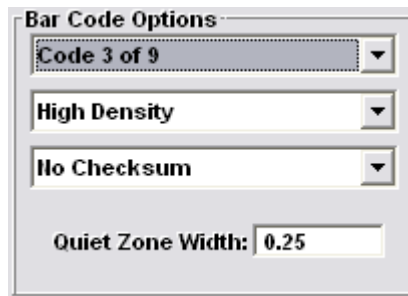 Bar Code Options
Code 3 of 9
High Density
No Checksum
Quiet Zone Width: 0.25